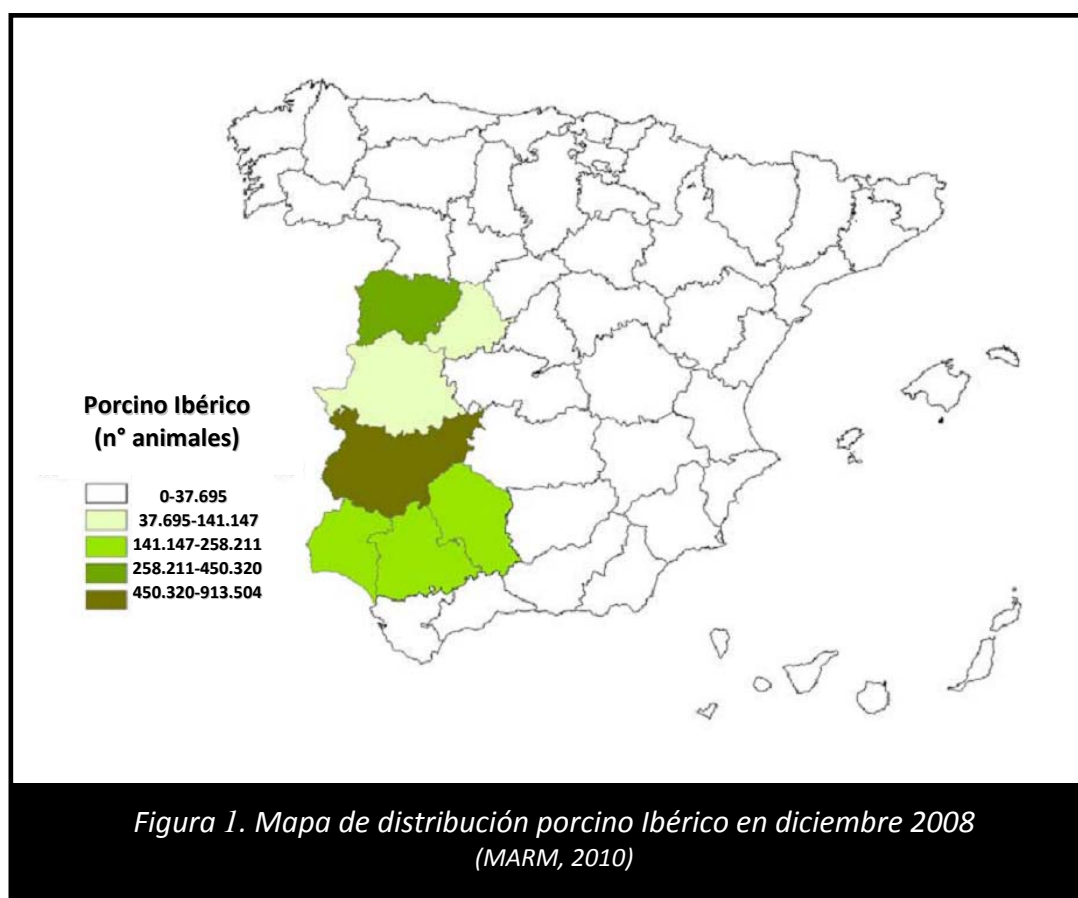 Porcino Ibérico
(n° animales)
0-37.695
37.695-141.147
141.147-258.211
258.211-450.320
450.320-913.504
Figura 1. Mapa de distribución porcino Ibérico en diciembre 2008
(MARM, 2010)